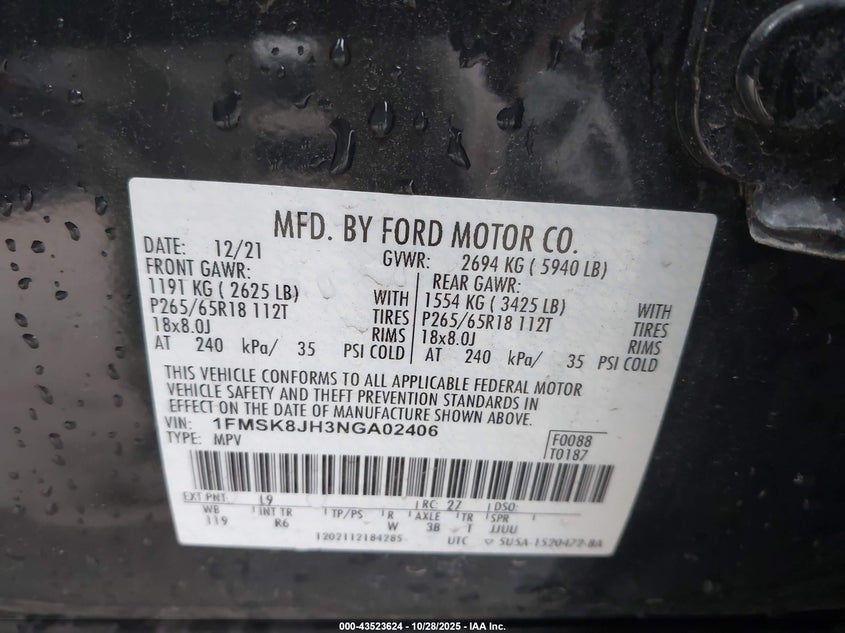 MFD. BY FORD MOTOR CO.
DATE: 12/21 GVWR: 2694 KG ( 5940 LB)
FRONT GAWR: REAR GAWR:
1191 KG ( 2625 LB) WITH 1554 KG ( 3425 LB) WITH
P265/65R18 112T TIRES P265/65R18 112T TIRES
18x8.0J RIMS 18x8.0J RIMS
AT 240 kPa/ 35 PSI COLD AT 240 kPa/ 35 PSI COLD
THIS VEHICLE CONFORMS TO ALL APPLICABLE FEDERAL MOTOR
VEHICLE SAFETY AND THEFT PREVENTION STANDARDS IN
EFFECT ON THE DATE OF MANUFACTURE SHOWN ABOVE.
VIN: 1FMSK8JH3NGA02406 F0088
TYPE: MPV T0187
EXT PNT: L9 RC: 27 DSO:
WB INT TR TP/PS R AXLE TR SPR
119 R6 W 3B T JJUU
1202112184285 UTC 5USA-1520472-BA
000-43523624 | 10/28/2025 - IAA Inc.